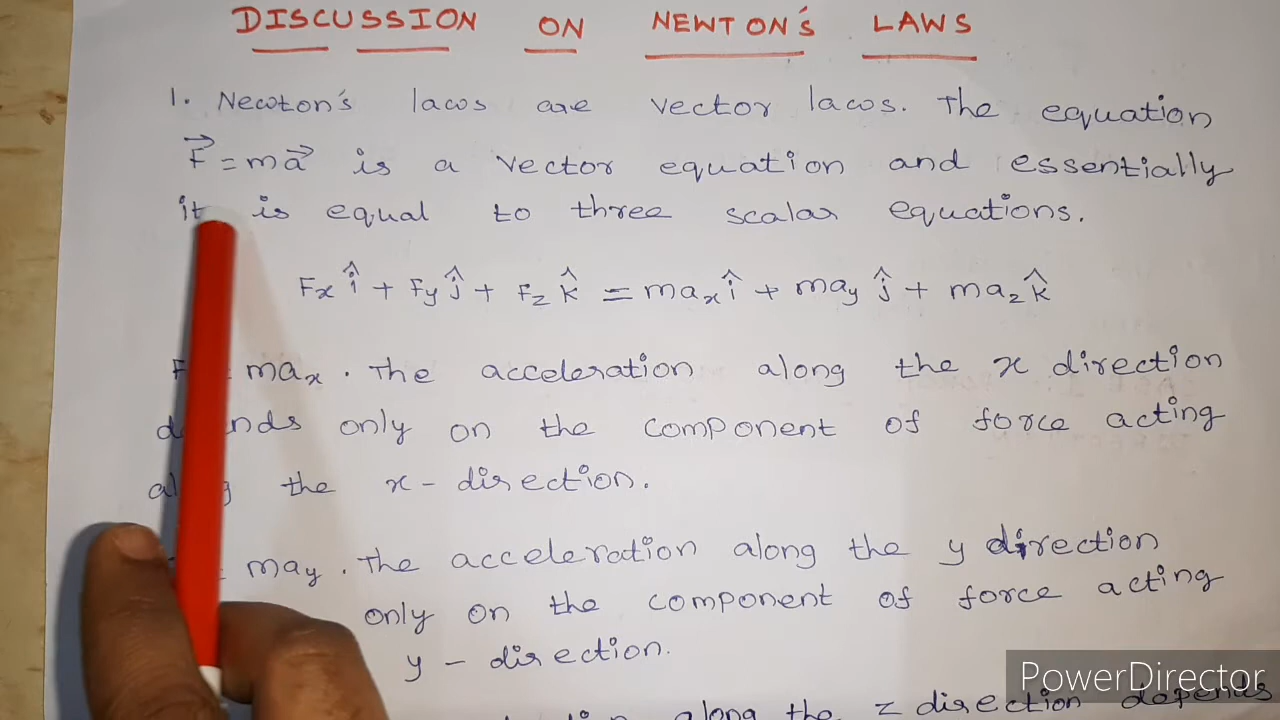 DISCUSSION ON NEWTON'S LAWS
1. Newton's laws are vector laws. The equation
F⃗ = ma⃗ is a vector equation and essentially
it is equal to three scalar equations.
Fx î + Fy ĵ + Fz k̂ = max î + may ĵ + maz k̂
max. The acceleration along the x direction
only on the component of force acting
the x - direction.
may. The acceleration along the y direction
only on the component of force acting
y - direction.
along the z direction depends
PowerDirector